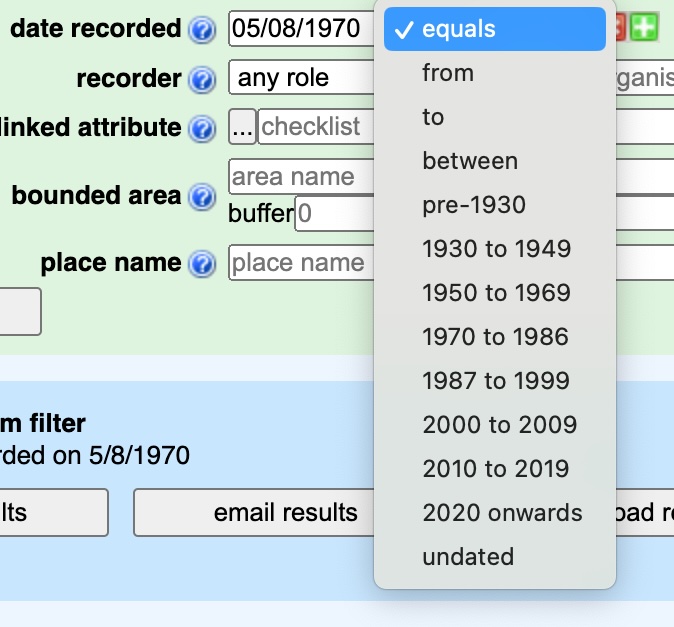 date recorded 05/08/1970 ✓ equals
recorder any role from
linked attribute ... checklist to
between
bounded area area name
buffer 0 pre-1930
1930 to 1949
place name place name
1950 to 1969
1970 to 1986
1987 to 1999
m filter 2000 to 2009
rded on 5/8/1970 2010 to 2019
lts email results 2020 onwards
undated